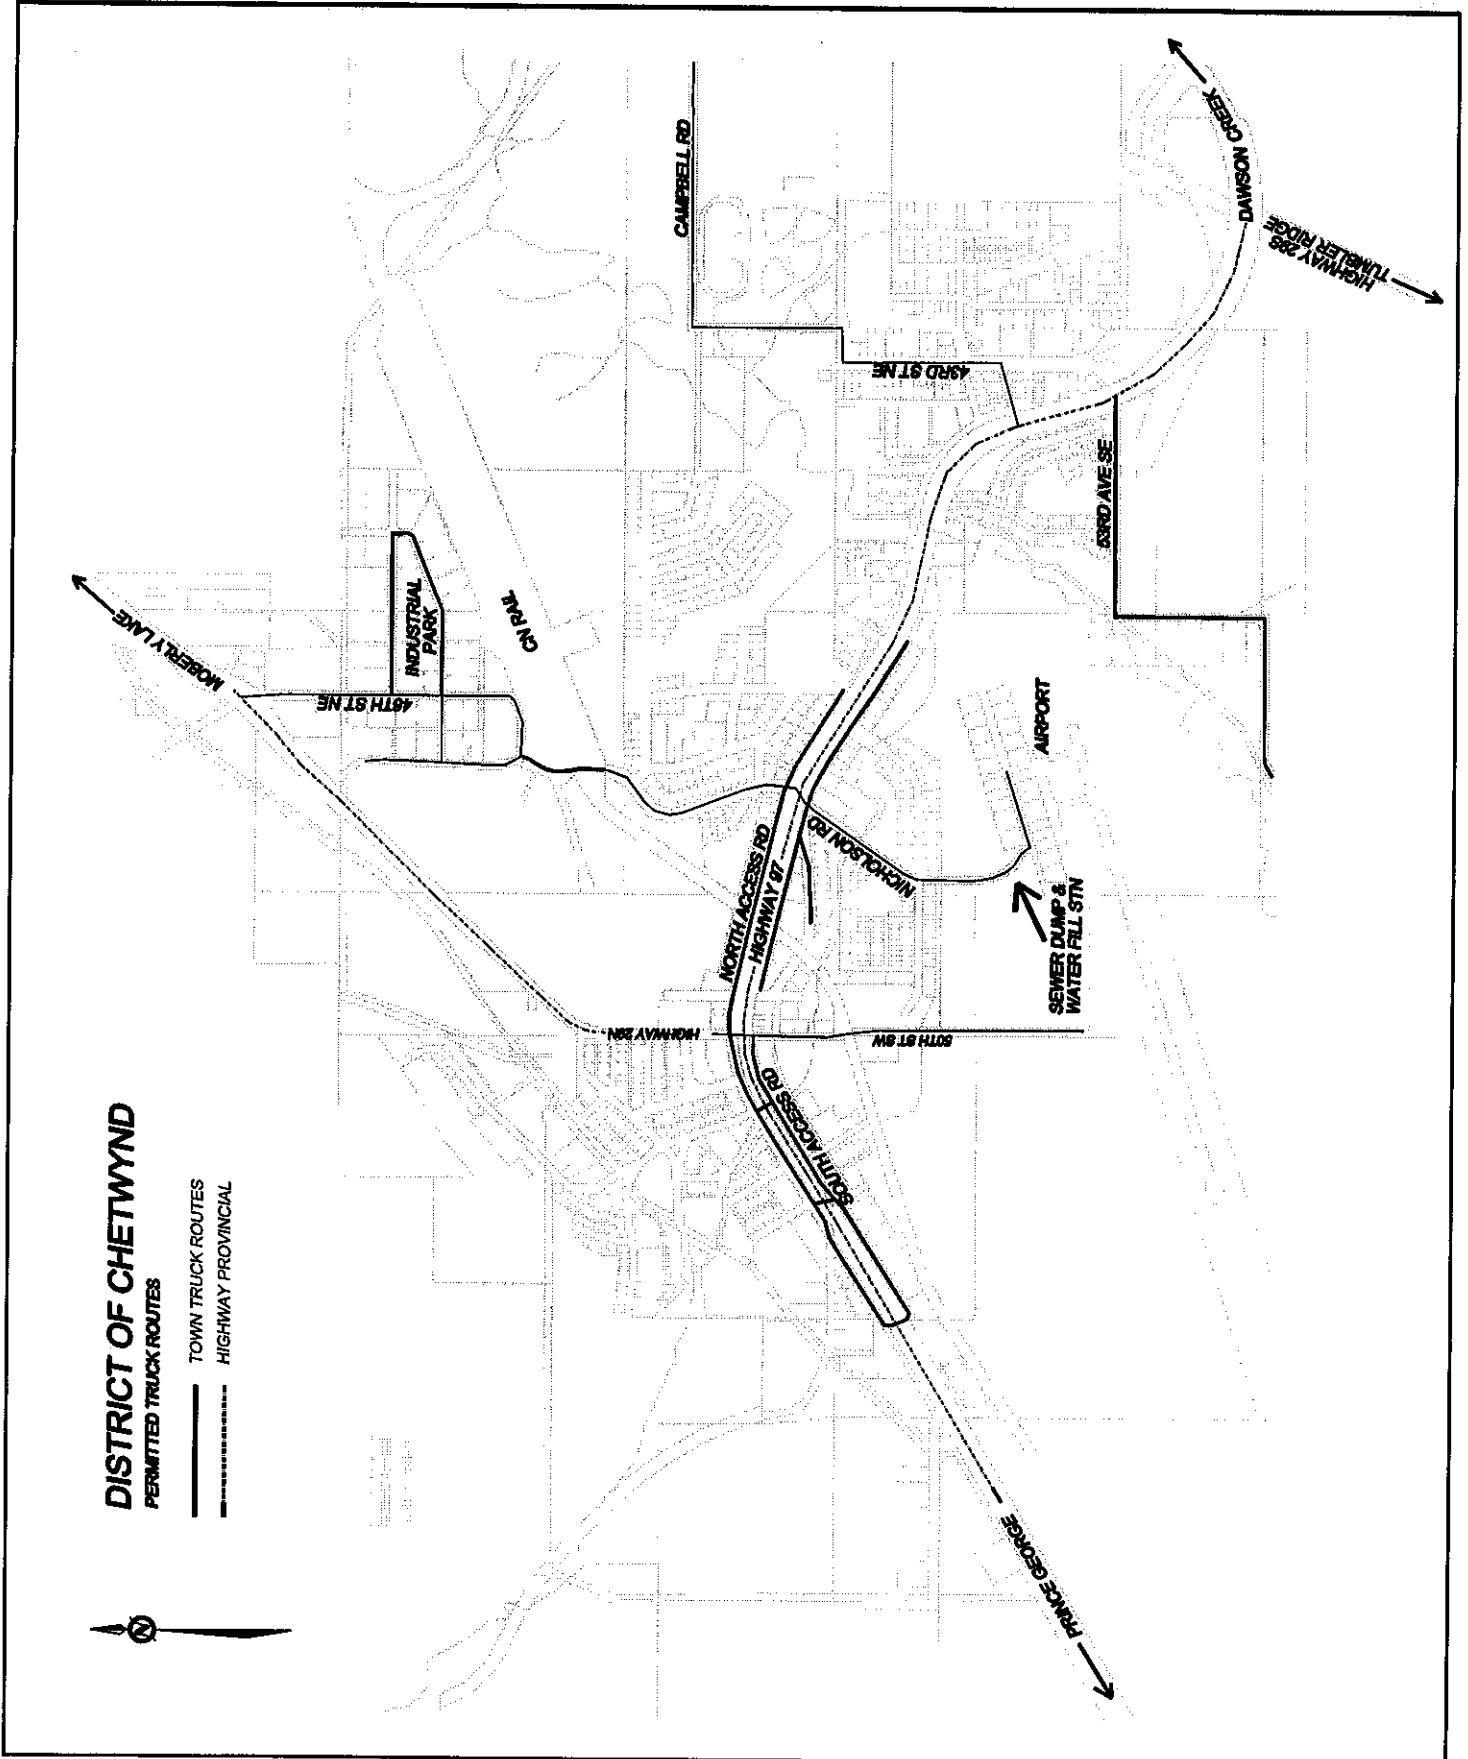 DISTRICT OF CHETWYND
PERMITTED TRUCK ROUTES
TOWN TRUCK ROUTES
HIGHWAY PROVINCIAL
N
MOBERLY LAKE
46TH ST NE
INDUSTRIAL
PARK
CN RAIL
CAMPBELL RD
43RD ST NE
DAWSON CREEK
HIGHWAY 29S
TUMBLER RIDGE
53RD AVE SE
AIRPORT
NICHOLSON RD
SEWER DUMP &
WATER FILL STN
NORTH ACCESS RD
HIGHWAY 97
HIGHWAY 29N
50TH ST SW
SOUTH ACCESS RD
PRINCE GEORGE